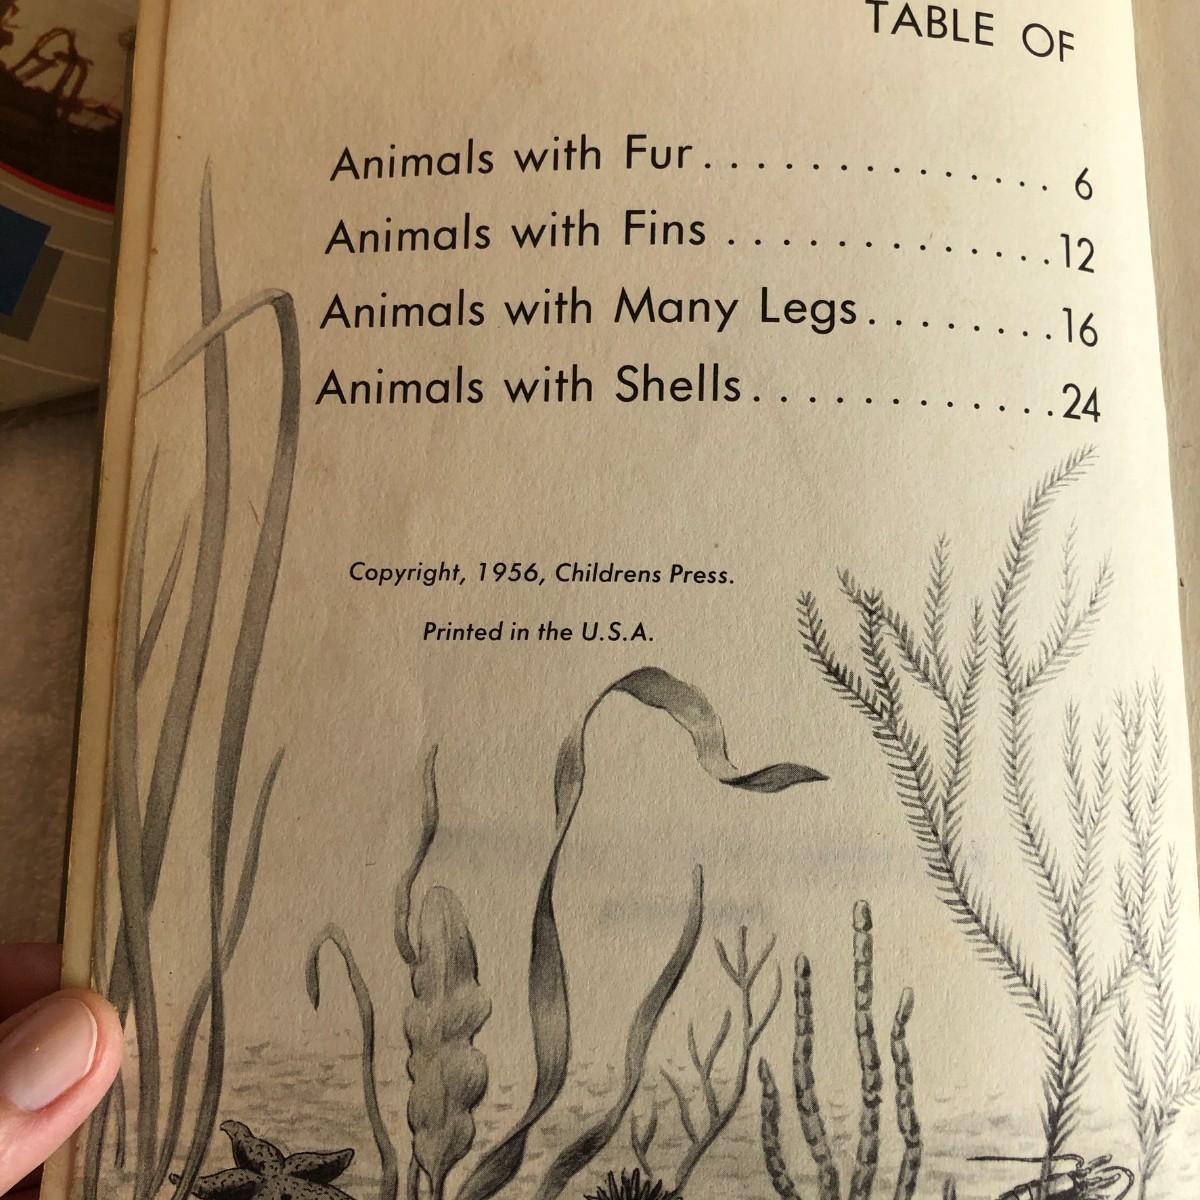 TABLE OF
Animals with Fur. . . . . . . . . . . . . . 6
Animals with Fins . . . . . . . . . . . . .12
Animals with Many Legs. . . . . . . .16
Animals with Shells. . . . . . . . . . . .24
Copyright, 1956, Childrens Press.
Printed in the U.S.A.